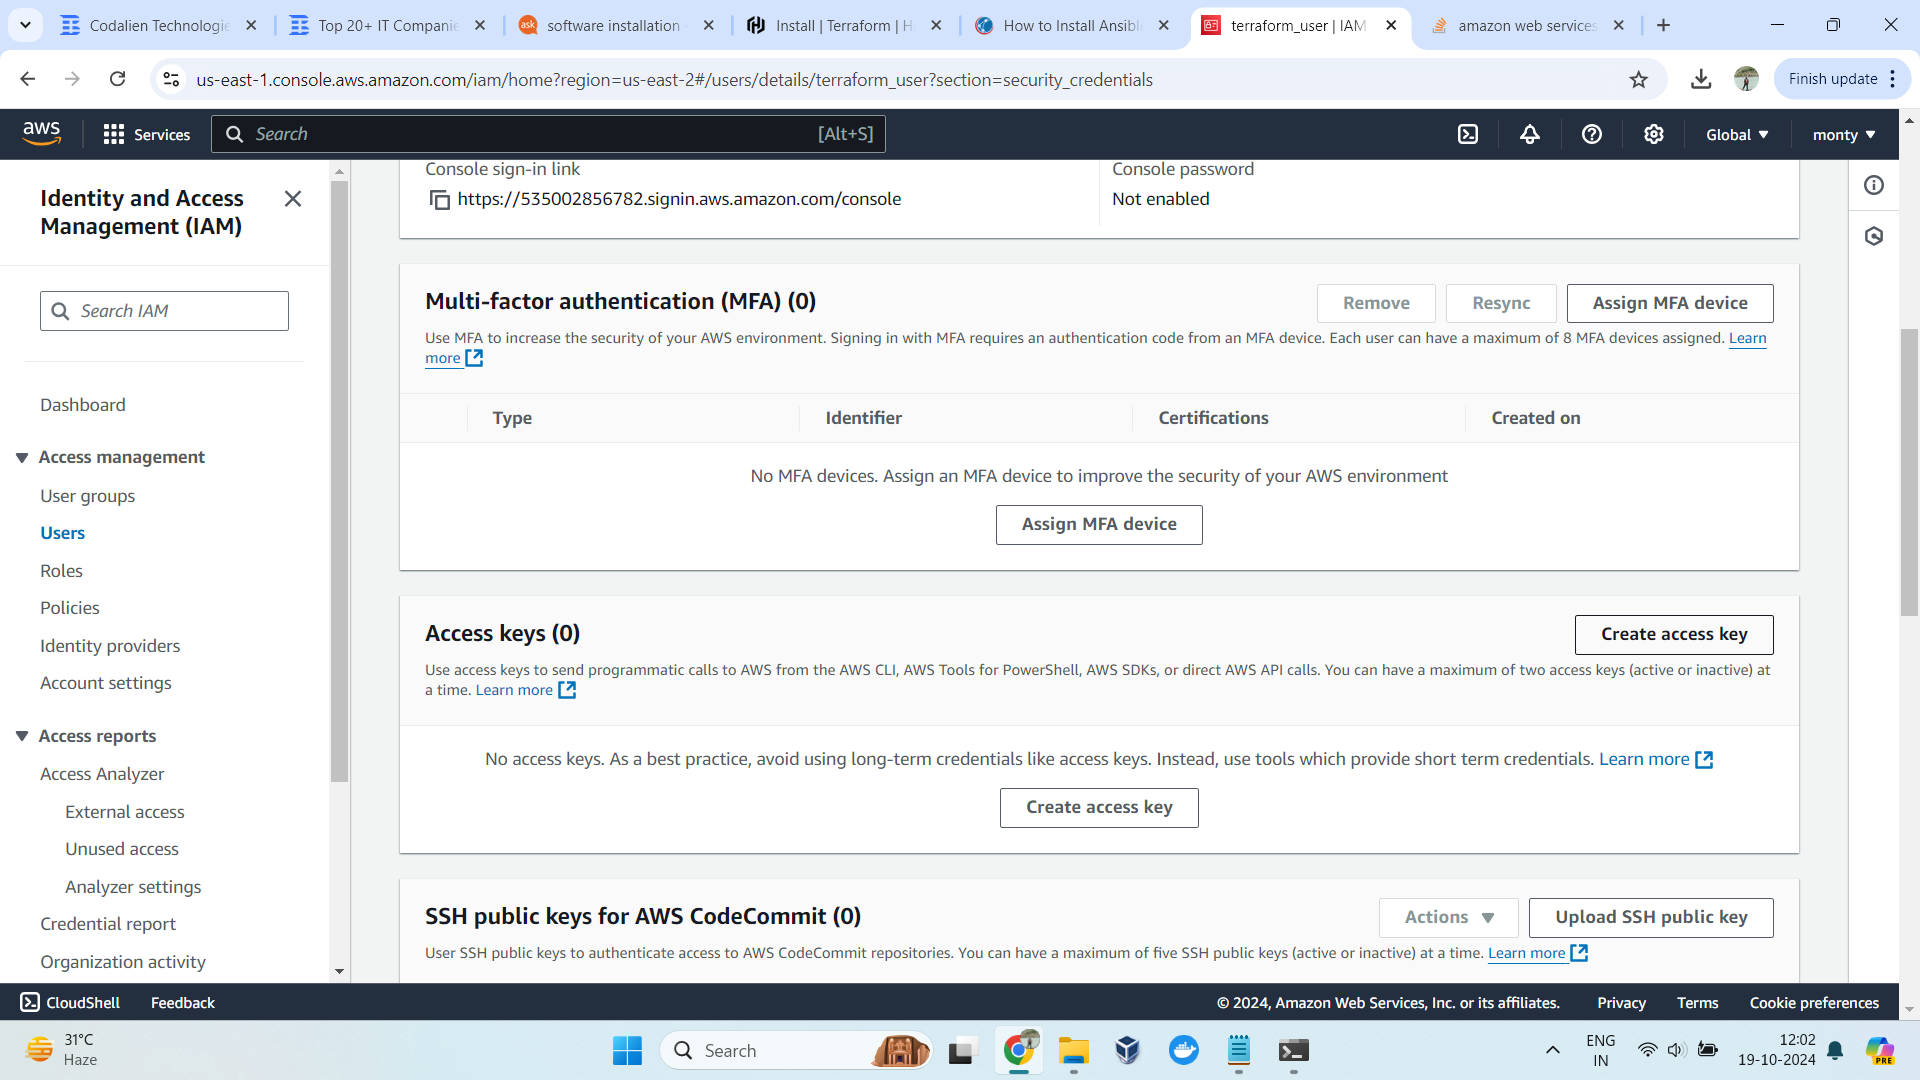 Codalien Technologie
Top 20+ IT Companie
software installation
Install | Terraform | H
How to Install Ansibl
terraform_user | IAM
amazon web services
us-east-1.console.aws.amazon.com/iam/home?region=us-east-2#/users/details/terraform_user?section=security_credentials
Finish update
aws
Services
Search
[Alt+S]
Global
monty
Identity and Access
Management (IAM)
Search IAM
Dashboard
Access management
User groups
Users
Roles
Policies
Identity providers
Account settings
Access reports
Access Analyzer
External access
Unused access
Analyzer settings
Credential report
Organization activity
Console sign-in link
https://535002856782.signin.aws.amazon.com/console
Console password
Not enabled
Multi-factor authentication (MFA) (0)
Remove
Resync
Assign MFA device
Use MFA to increase the security of your AWS environment. Signing in with MFA requires an authentication code from an MFA device. Each user can have a maximum of 8 MFA devices assigned. Learn
more
Type
Identifier
Certifications
Created on
No MFA devices. Assign an MFA device to improve the security of your AWS environment
Assign MFA device
Access keys (0)
Create access key
Use access keys to send programmatic calls to AWS from the AWS CLI, AWS Tools for PowerShell, AWS SDKs, or direct AWS API calls. You can have a maximum of two access keys (active or inactive) at
a time. Learn more
No access keys. As a best practice, avoid using long-term credentials like access keys. Instead, use tools which provide short term credentials. Learn more
Create access key
SSH public keys for AWS CodeCommit (0)
Actions
Upload SSH public key
User SSH public keys to authenticate access to AWS CodeCommit repositories. You can have a maximum of five SSH public keys (active or inactive) at a time. Learn more
CloudShell
Feedback
© 2024, Amazon Web Services, Inc. or its affiliates.
Privacy
Terms
Cookie preferences
31°C
Haze
Search
ENG
IN
12:02
19-10-2024
PRE
ask